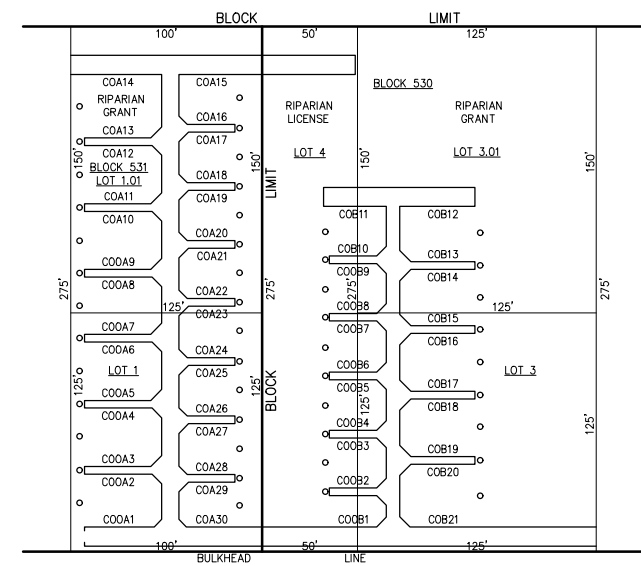 BLOCK LIMIT
100' 50' 125'
COA14 COA15
BLOCK 530
RIPARIAN GRANT
RIPARIAN LICENSE
RIPARIAN GRANT
COA16
COA13
COA17
COA12
150'
150'
150'
150'
BLOCK 531
LOT 1.01
LOT 4
LOT 3.01
LIMIT
COA18
COA11
COA19
COA10
COB11 COB12
COA20
COA21
COB10
COB13
COOA9
COOB9
COB14
COOA8
275'
275'
275'
275'
COA22
125'
COA23
COOB8
125'
COB15
COOA7
COOB7
COB16
COOA6
COA24
COA25
COOB6
LOT 1
LOT 3
125'
125'
125'
125'
BLOCK
COOA5
COOB5
COB17
COOA4
COB18
COA26
COA27
COOB4
COOB3
COB19
COOA3
COB20
COOA2
COA28
COA29
COOB2
COOA1 COA30 COOB1 COB21
100' 50' 125'
BULKHEAD LINE